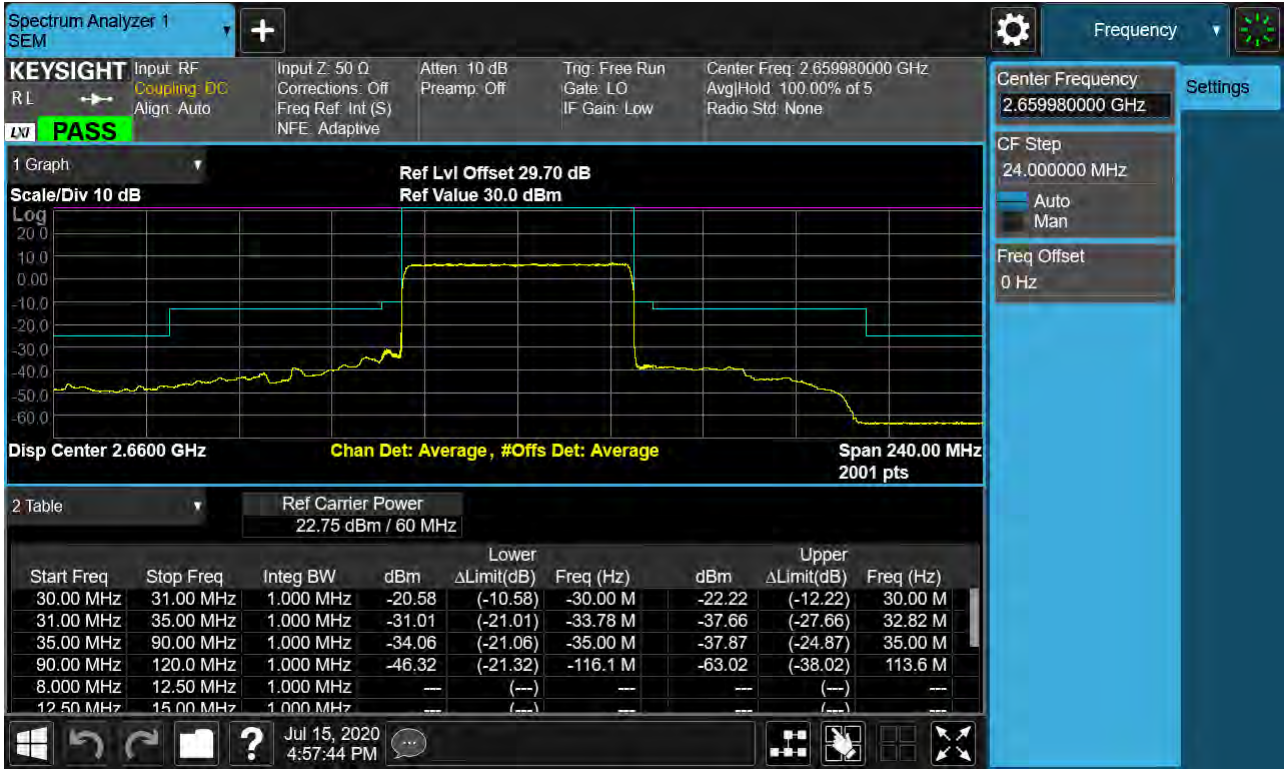 Spectrum Analyzer 1
SEM
Frequency
KEYSIGHT
R L
LXI
PASS
Input: RF
Coupling: DC
Align: Auto
Input Z: 50 Ω
Corrections: Off
Freq Ref: Int (S)
NFE: Adaptive
Atten: 10 dB
Preamp: Off
Trig: Free Run
Gate: LO
IF Gain: Low
Center Freq: 2.659980000 GHz
Avg|Hold: 100.00% of 5
Radio Std: None
Center Frequency
2.659980000 GHz
Settings
CF Step
24.000000 MHz
Auto
Man
Freq Offset
0 Hz
1 Graph
Scale/Div 10 dB
Ref Lvl Offset 29.70 dB
Ref Value 30.0 dBm
Log
20.0
10.0
0.00
-10.0
-20.0
-30.0
-40.0
-50.0
-60.0
Disp Center 2.6600 GHz
Chan Det: Average, #Offs Det: Average
Span 240.00 MHz
2001 pts
2 Table
Ref Carrier Power
22.75 dBm / 60 MHz
Lower Upper
Start Freq Stop Freq Integ BW dBm ΔLimit(dB) Freq (Hz) dBm ΔLimit(dB) Freq (Hz)
30.00 MHz 31.00 MHz 1.000 MHz -20.58 (-10.58) -30.00 M -22.22 (-12.22) 30.00 M
31.00 MHz 35.00 MHz 1.000 MHz -31.01 (-21.01) -33.78 M -37.66 (-27.66) 32.82 M
35.00 MHz 90.00 MHz 1.000 MHz -34.06 (-21.06) -35.00 M -37.87 (-24.87) 35.00 M
90.00 MHz 120.0 MHz 1.000 MHz -46.32 (-21.32) -116.1 M -63.02 (-38.02) 113.6 M
8.000 MHz 12.50 MHz 1.000 MHz --- (---) --- --- (---) ---
12.50 MHz 15.00 MHz 1.000 MHz --- (---) --- --- (---) ---
?
Jul 15, 2020
4:57:44 PM